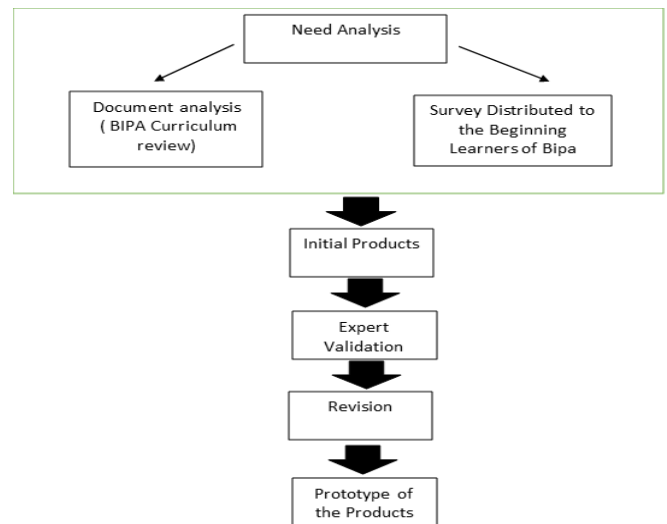 Need Analysis
Document analysis
( BIPA Curriculum
review)
Survey Distributed to
the Beginning
Learners of Bipa
Initial Products
Expert
Validation
Revision
Prototype of
the Products